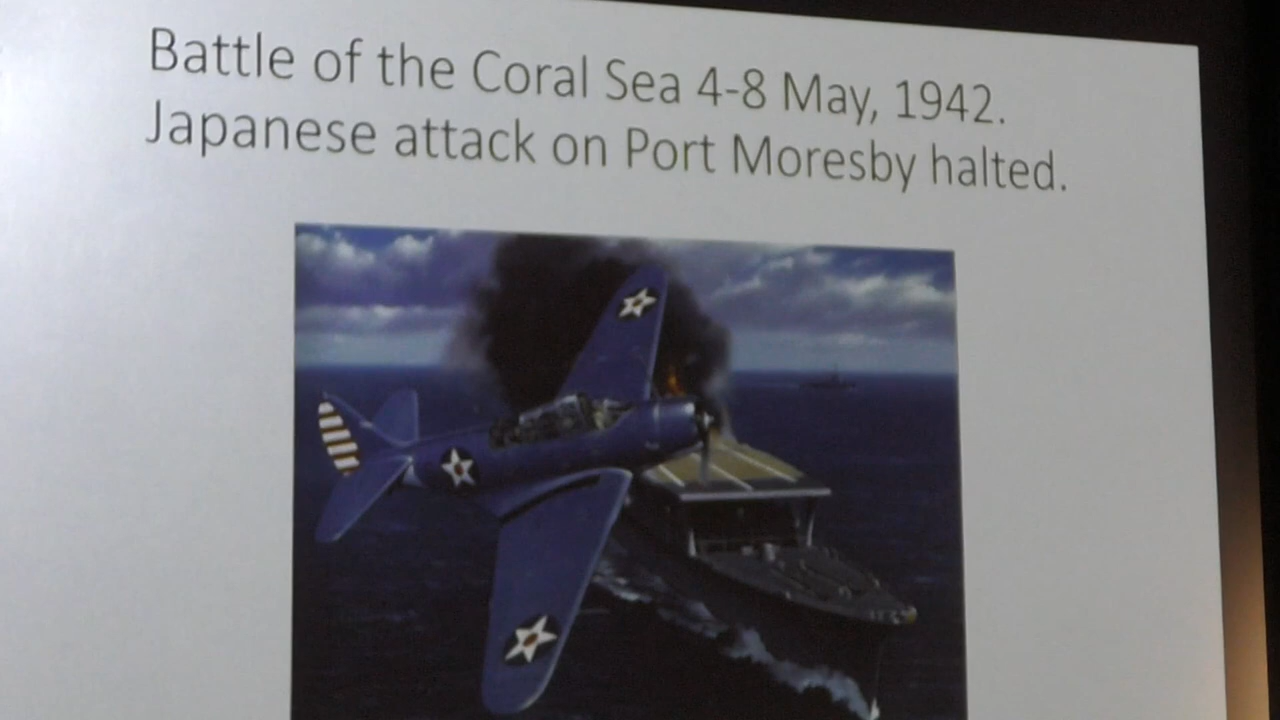 Battle of the Coral Sea 4-8 May, 1942.
Japanese attack on Port Moresby halted.